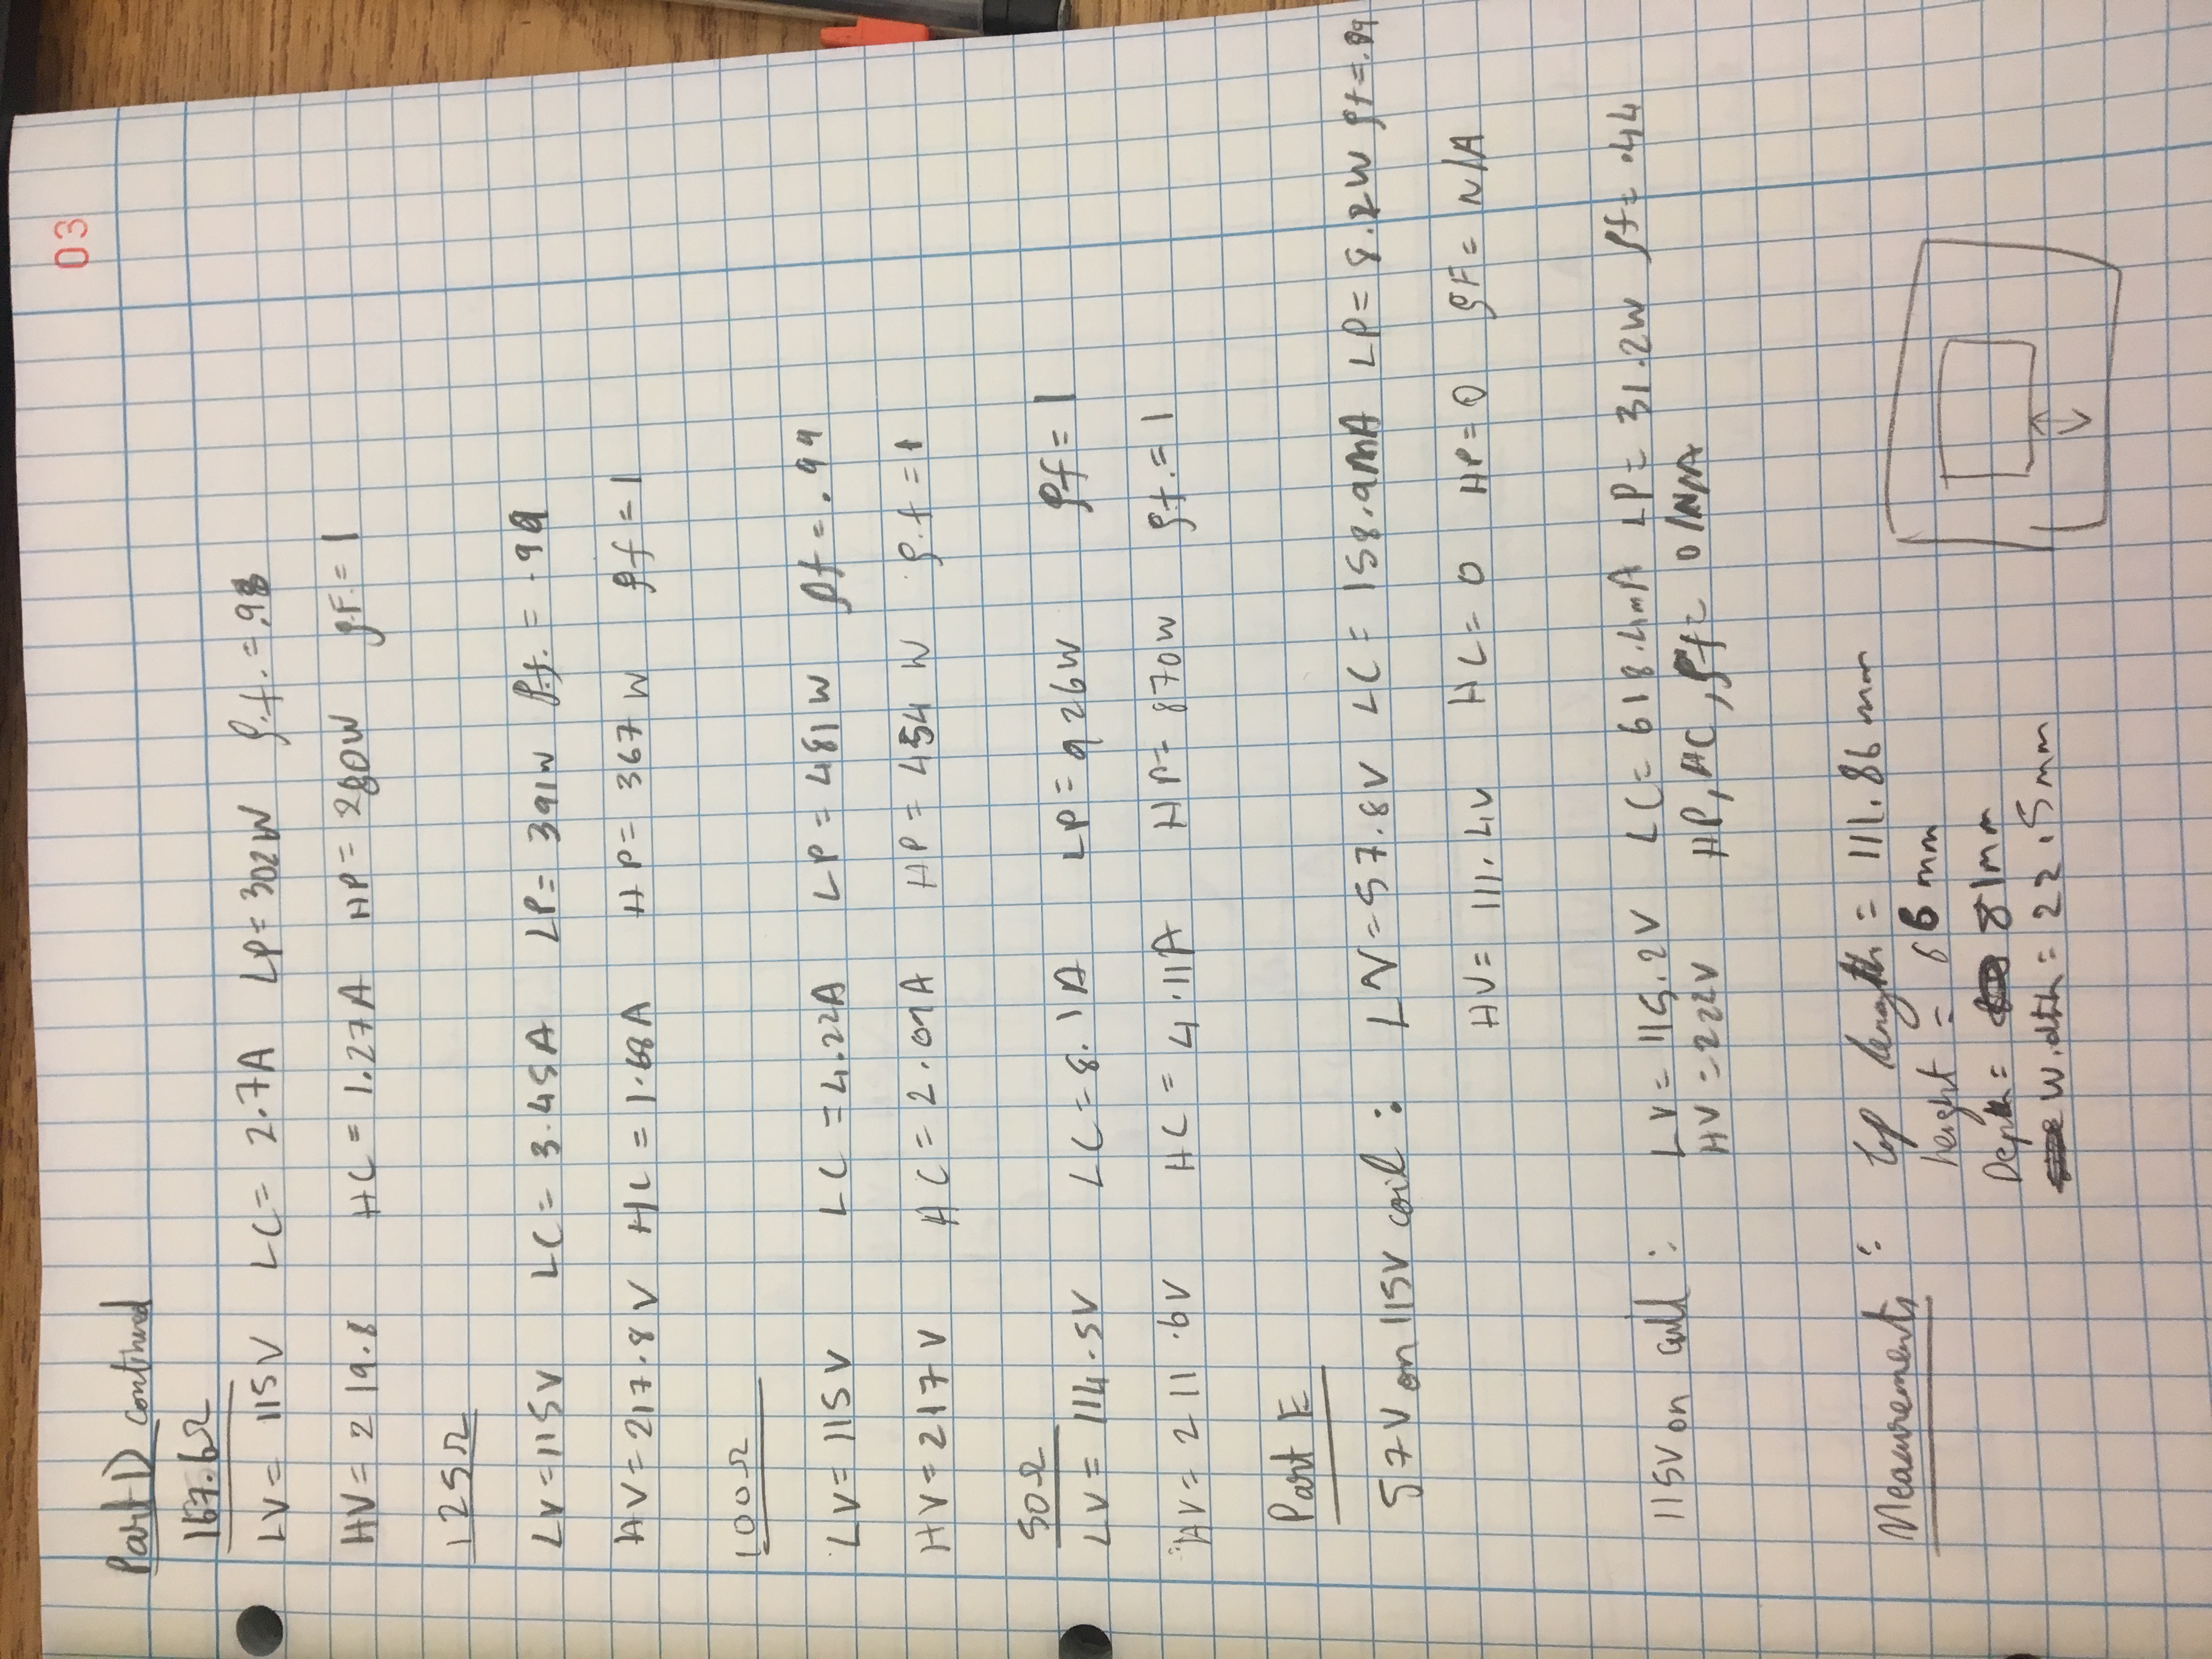 03
Part D continued
167.6Ω
LV = 115V LC = 2.7A LP = 302W p.f. = .98
HV = 219.8 HC = 1.27A HP = 280W p.F. = 1
125Ω
LV = 115V LC = 3.45A LP = 391W p.f. = .99
HV = 217.8V HC = 1.68A HP = 367W pf = 1
100Ω
LV = 115V LC = 4.22A LP = 481W pf = .99
HV = 217V HC = 2.09A HP = 454W p.f = 1
50Ω
LV = 114.5V LC = 8.1A LP = 926W pf = 1
HV = 211.6V HC = 4.11A HP = 870W p.f. = 1
Part E
57V on 115V coil : LV = 57.8V LC = 158.9mA LP = 8.2W pf = .89
HV = 111.4V HC = 0 HP = 0 pF = N/A
115V on coil : LV = 115.2V LC = 618.4mA LP = 31.2W pf = .44
HV = 222V HP, HC, pf = 0/N/A
Measurements : top length = 111.86 mm
height = 66 mm
Depth = 81mm
Width = 22.5mm